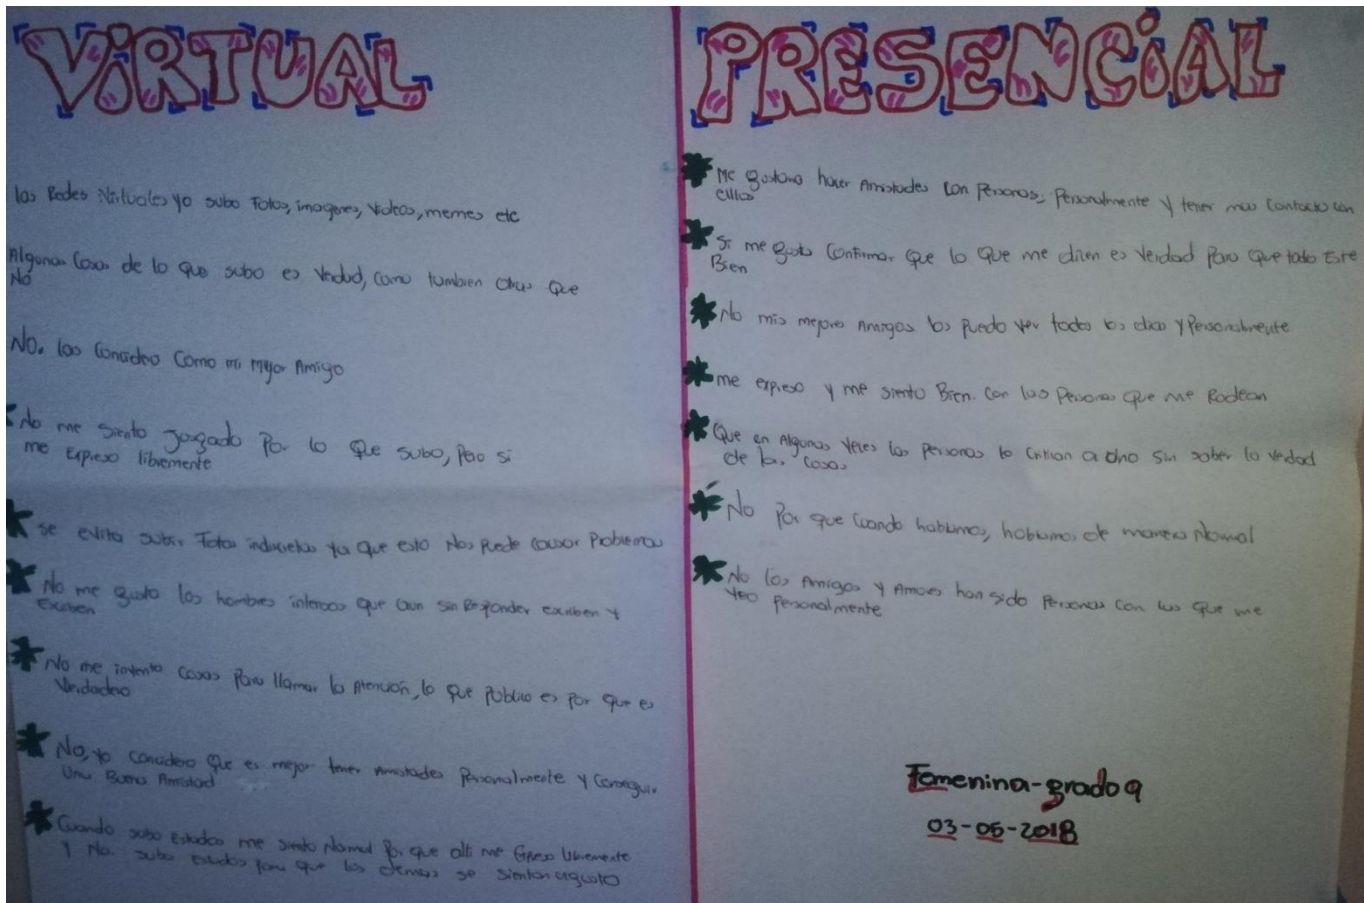 VIRTUAL
las Redes Virtuales yo subo Fotos, imagenes, videos, memes etc
Algunas Cosas de lo que subo es Verdad, como tambien otras que
No
No. los Concidero Como mi mejor Amigo
No me siento juzgado Por lo que subo, pero si
me Expreso libremente
se evita subir Fotos indiscretas ya que esto Nos puede causar Problemas
No me gusta los hombres intensos que aun sin Responder escriben y
Escriben
No me invento cosas para llamar la Atención, lo que publico es por que es
Verdadero
No, yo concidero que es mejor tener Amistades Personalmente y Conseguir
Una Buena Amistad
Cuando subo Estados me siento Normal Por que alli me Expreso libremente
Y No subo estados para que los demas se sientan agusto
PRESENCIAL
Me gustaria hacer Amistades con Personas, Personalmente y tener mas Contacto con
ellas
Si me gusta Confirmar que lo que me dicen es Verdad Para que todo Este
Bien
No mis mejores Amigos los puedo ver todos los dias y Personalmente
me expreso y me siento Bien. con las Personas que me Rodean
Que en Algunas Veces las personas lo Critican a Uno sin saber la verdad
de las cosas
No Por que Cuando hablamos, hablamos de manera Normal
No los Amigos y Amores han sido Personas con las que me
veo Personalmente
Femenina-grado 9
03-05-2018